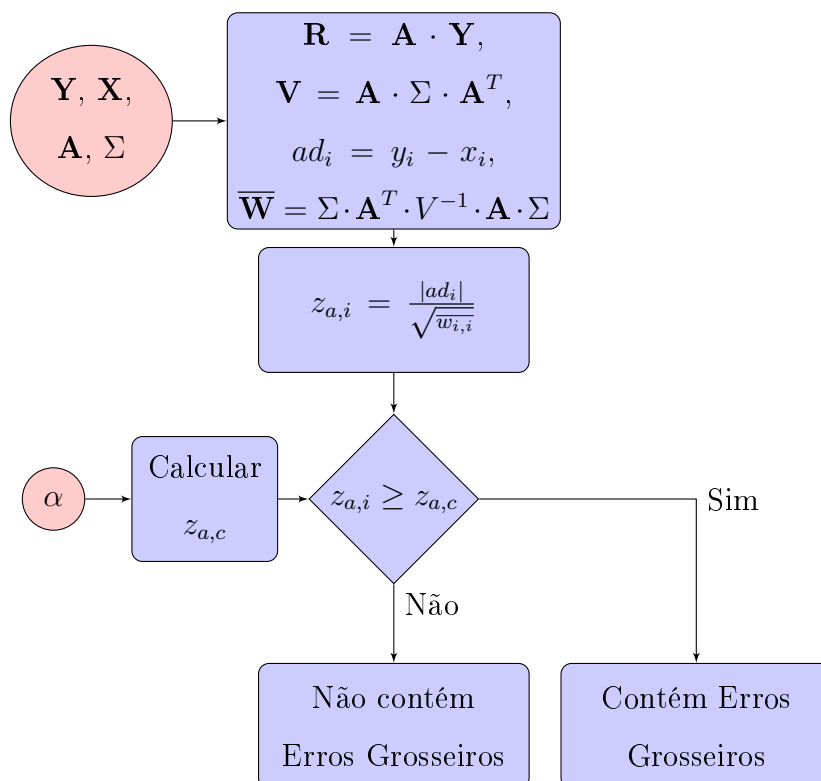 Y, X,
A, Σ
R = A · Y,
V = A · Σ · A^T,
ad_i = y_i − x_i,
W̅ = Σ · A^T · V^{−1} · A · Σ
z_{a,i} = |ad_i| / √(w̅_{i,i})
α
Calcular
z_{a,c}
z_{a,i} ≥ z_{a,c}
Sim
Não
Não contém
Erros Grosseiros
Contém Erros
Grosseiros